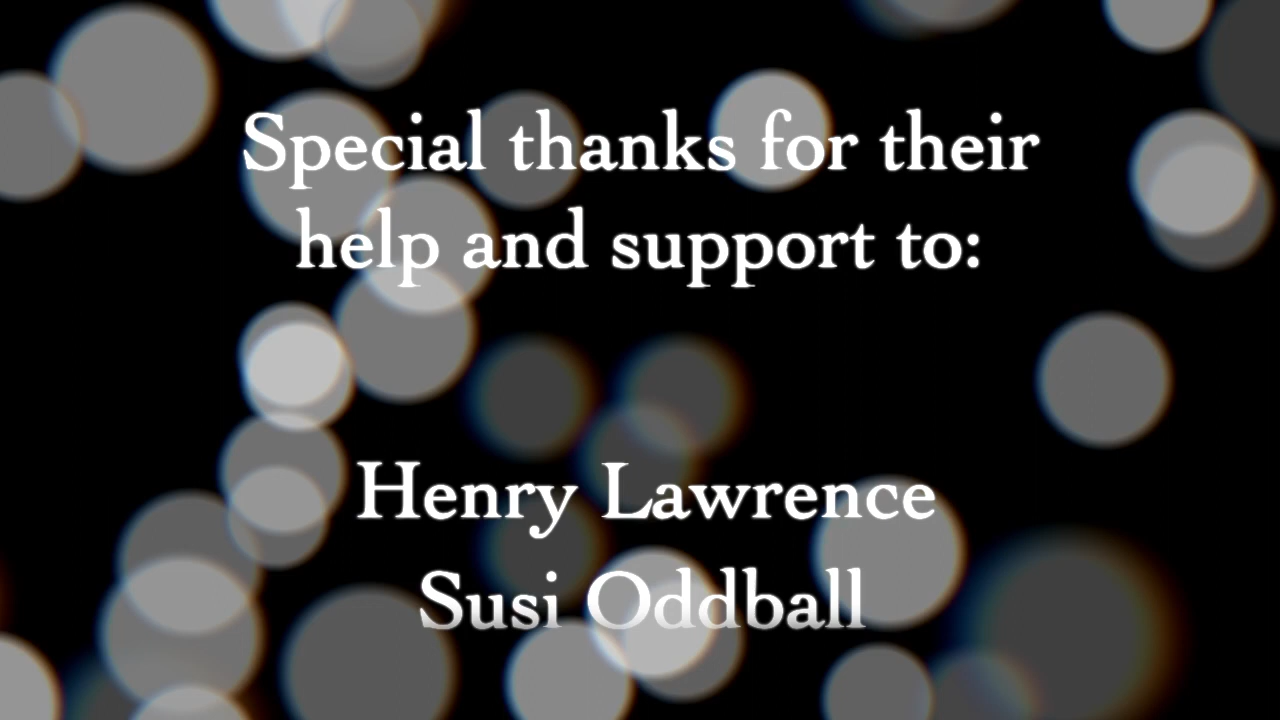 Special thanks for their
help and support to:
Henry Lawrence
Susi Oddball